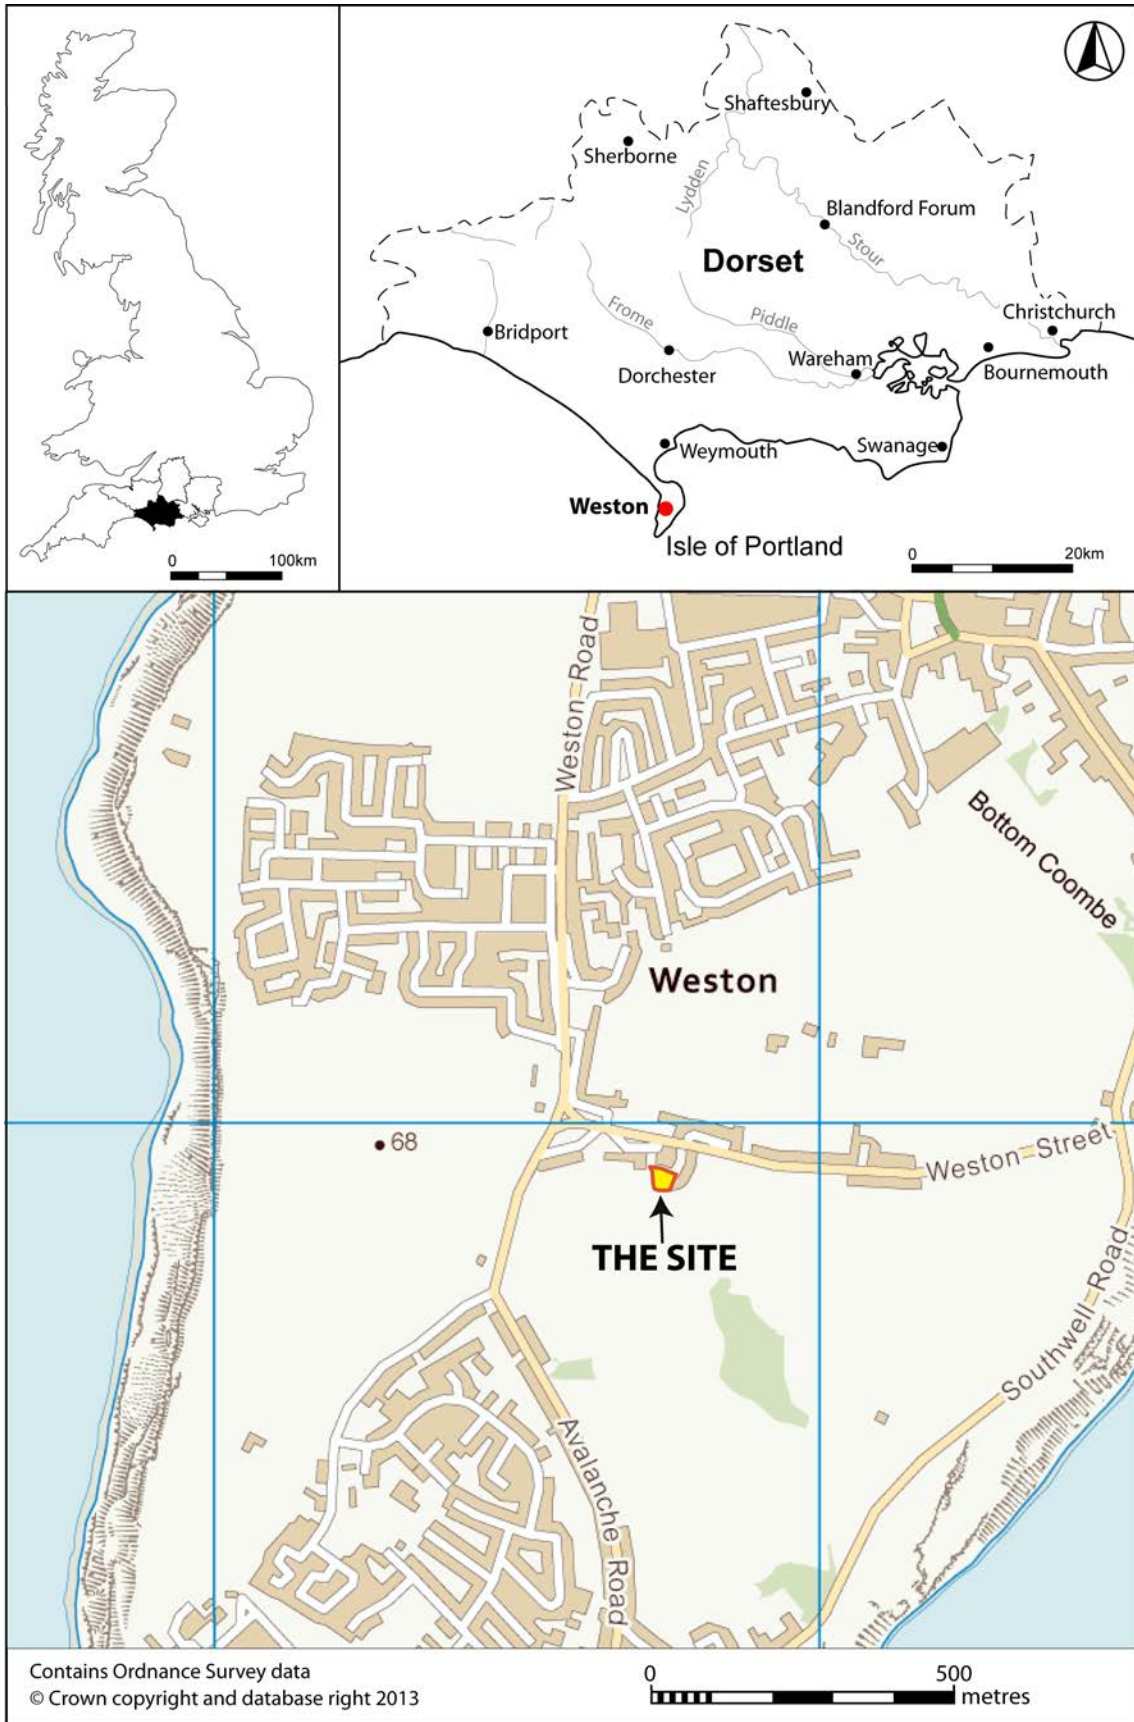 0
100km
Shaftesbury
Sherborne
Lydden
Blandford Forum
Stour
Dorset
Christchurch
Bridport
Frome
Piddle
Wareham
Dorchester
Bournemouth
Weymouth
Swanage
Weston
Isle of Portland
0
20km
Weston Road
Bottom Coombe
Weston
68
Weston Street
THE SITE
Southwell Road
Avalanche Road
Contains Ordnance Survey data
© Crown copyright and database right 2013
0
500
metres